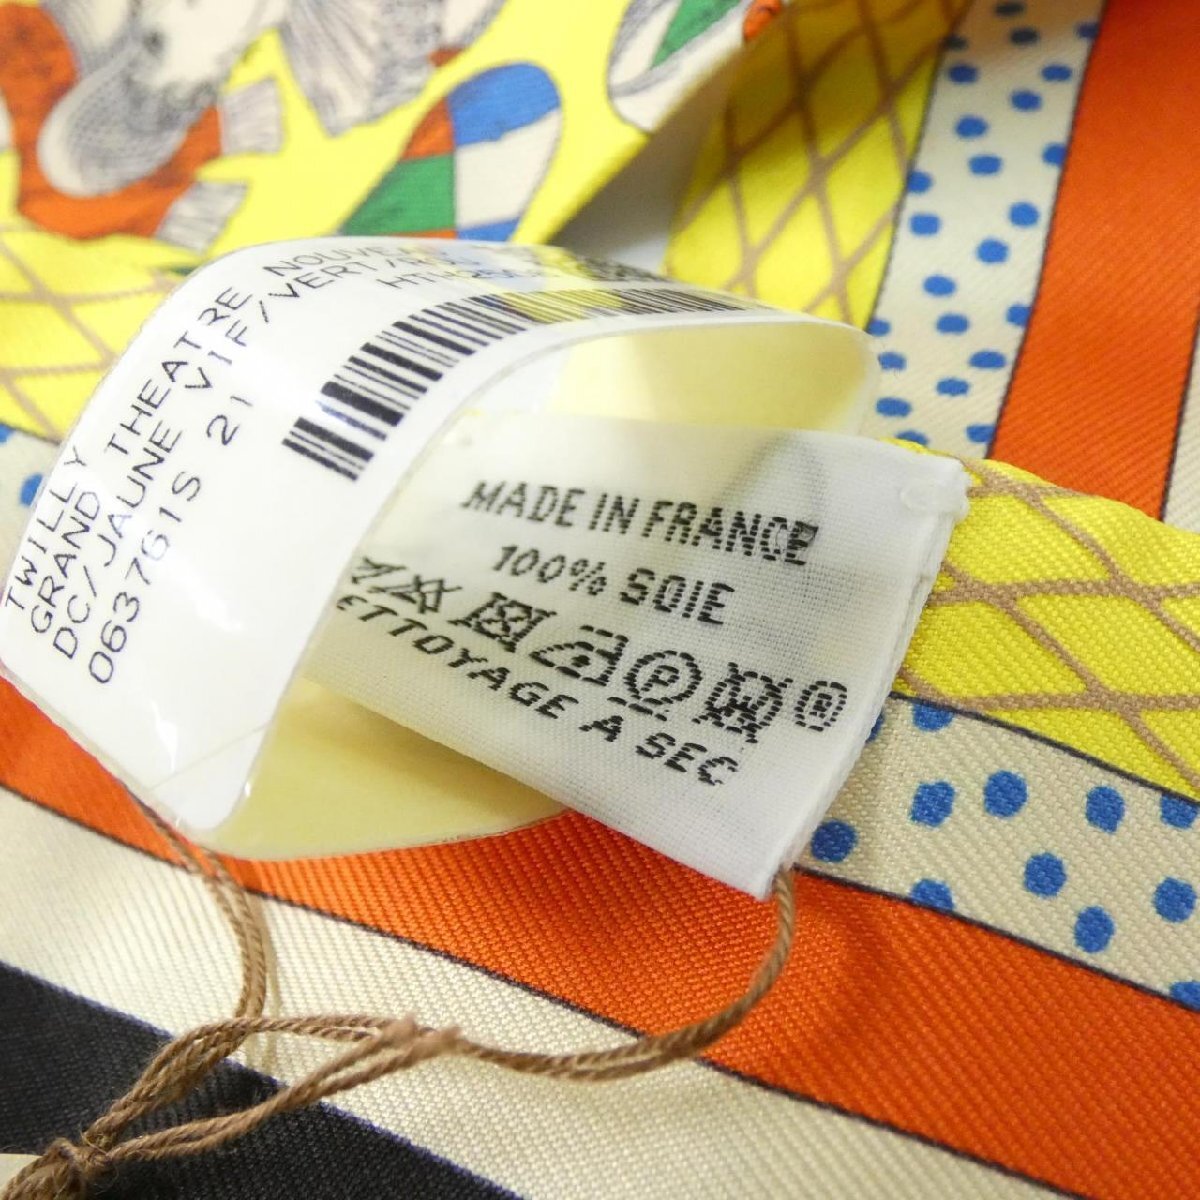 TWILLY
GRAND THEATRE NOUVE
DC/JAUNE VIF/VERT/
063761S 21
MADE IN FRANCE
100% SOIE
P
ETTOYAGE A SEC